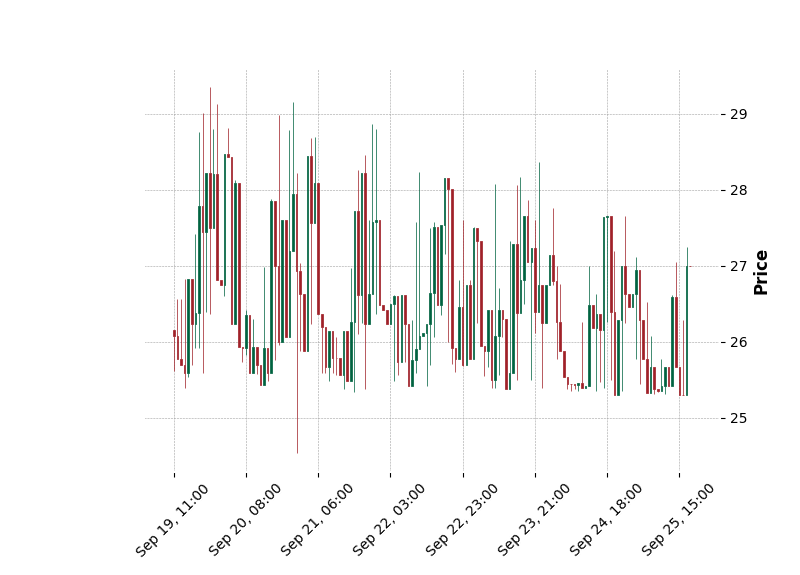 29
28
27
26
25
Price
Sep 19, 11:00
Sep 20, 08:00
Sep 21, 06:00
Sep 22, 03:00
Sep 22, 23:00
Sep 23, 21:00
Sep 24, 18:00
Sep 25, 15:00